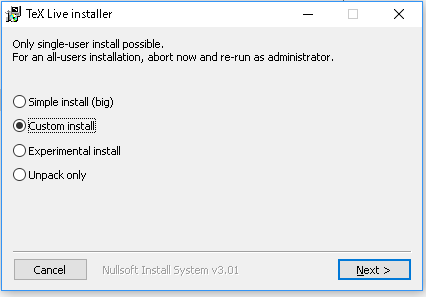 TeX Live installer
Only single-user install possible.
For an all-users installation, abort now and re-run as administrator.
Simple install (big)
Custom install
Experimental install
Unpack only
Cancel
Nullsoft Install System v3.01
Next >